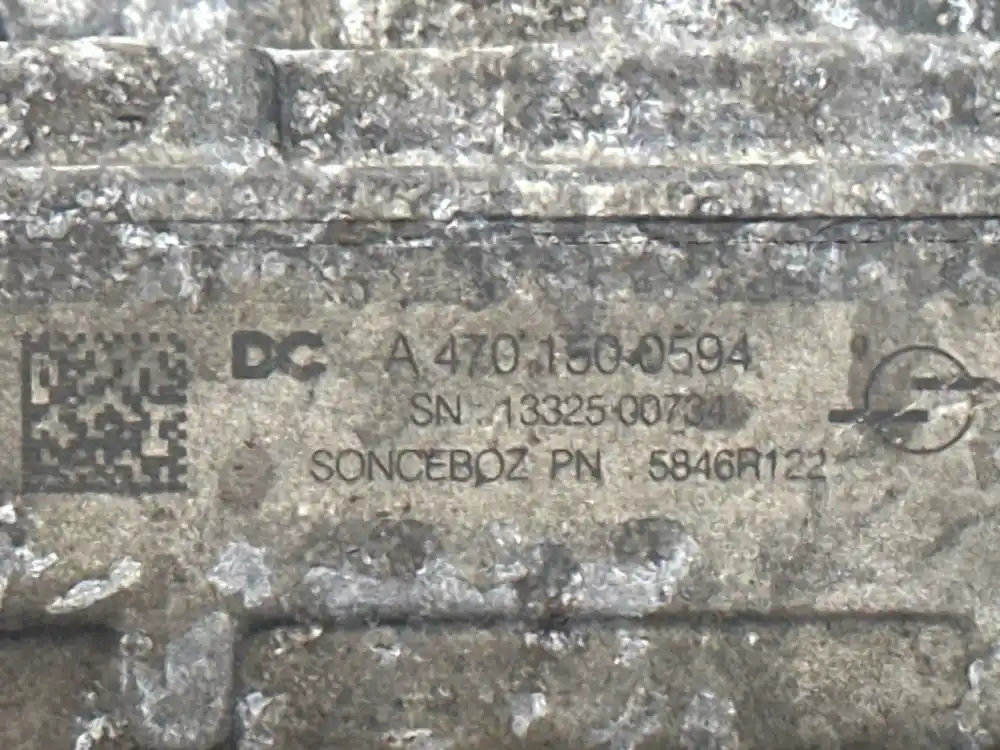 DC A 470 150 0594
SN : 13325 00734
SONCEBOZ PN : 5846R122